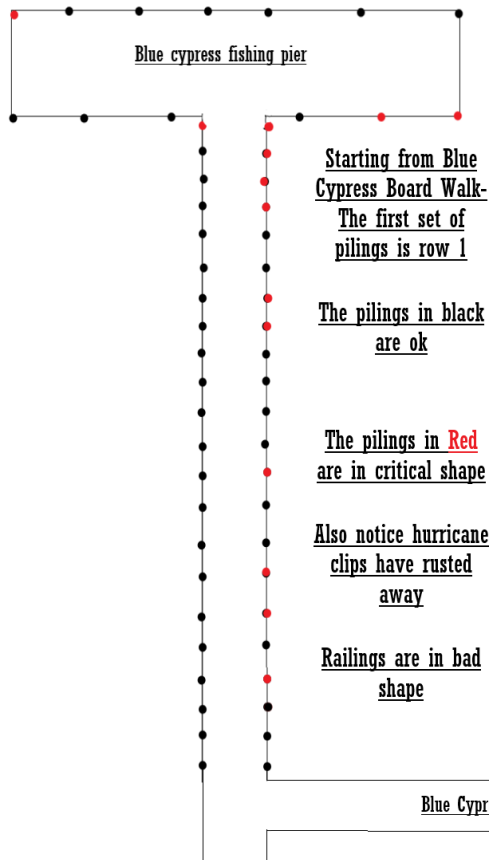 Blue cypress fishing pier
Starting from Blue
Cypress Board Walk-
The first set of
pilings is row 1
The pilings in black
are ok
The pilings in Red
are in critical shape
Also notice hurricane
clips have rusted
away
Railings are in bad
shape
Blue Cypr